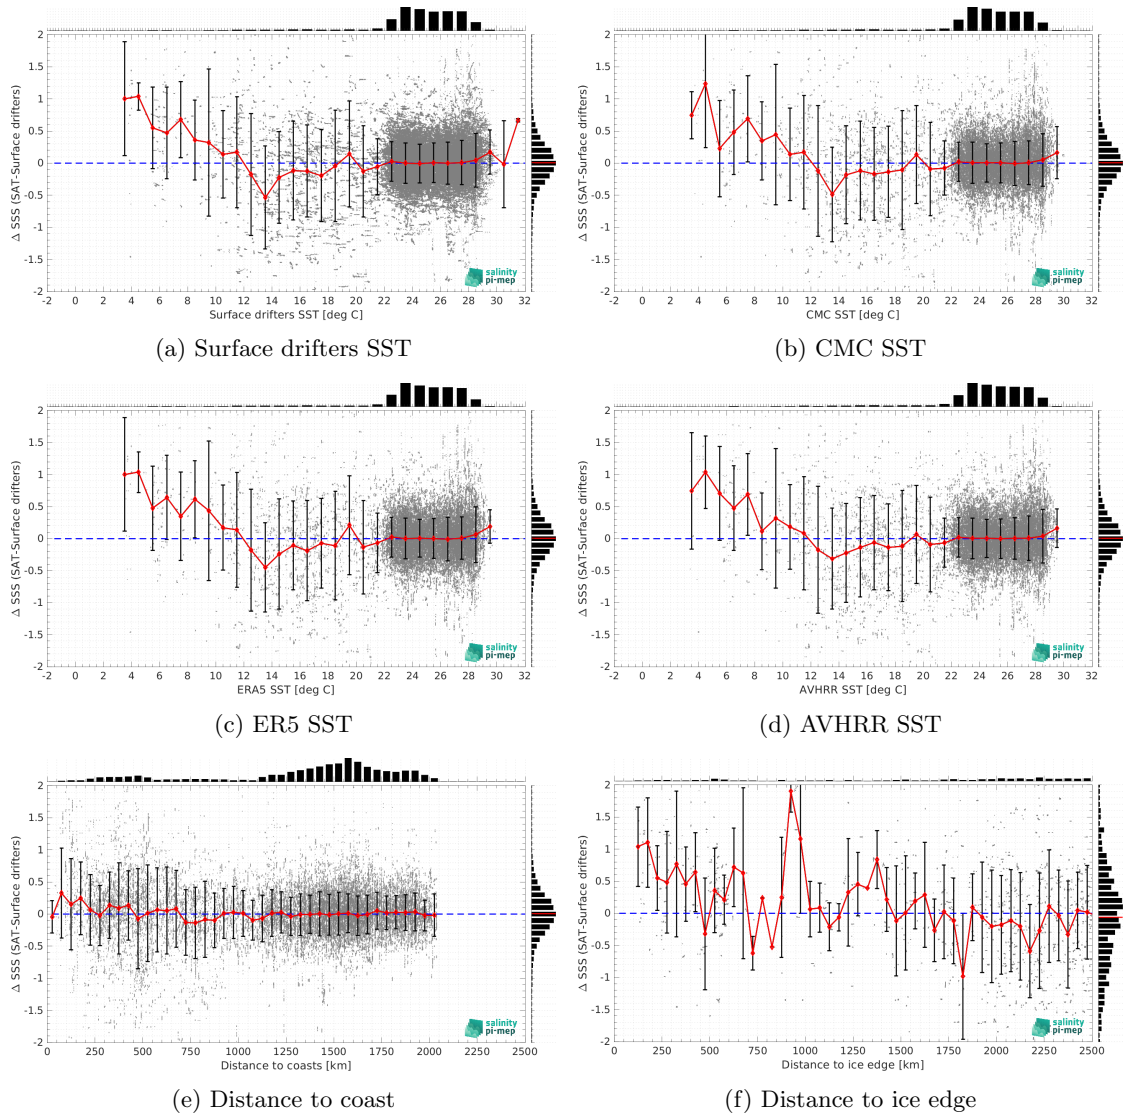 2
1.5
1
0.5
0
-0.5
-1
-1.5
-2
Δ SSS (SAT-Surface drifters)
-2 0 2 4 6 8 10 12 14 16 18 20 22 24 26 28 30 32
Surface drifters SST [deg C]
salinity
pi-mep
(a) Surface drifters SST
2
1.5
1
0.5
0
-0.5
-1
-1.5
-2
Δ SSS (SAT-Surface drifters)
-2 0 2 4 6 8 10 12 14 16 18 20 22 24 26 28 30 32
CMC SST [deg C]
salinity
pi-mep
(b) CMC SST
2
1.5
1
0.5
0
-0.5
-1
-1.5
-2
Δ SSS (SAT-Surface drifters)
-2 0 2 4 6 8 10 12 14 16 18 20 22 24 26 28 30 32
ERA5 SST [deg C]
salinity
pi-mep
(c) ER5 SST
2
1.5
1
0.5
0
-0.5
-1
-1.5
-2
Δ SSS (SAT-Surface drifters)
-2 0 2 4 6 8 10 12 14 16 18 20 22 24 26 28 30 32
AVHRR SST [deg C]
salinity
pi-mep
(d) AVHRR SST
2
1.5
1
0.5
0
-0.5
-1
-1.5
-2
Δ SSS (SAT-Surface drifters)
0 250 500 750 1000 1250 1500 1750 2000 2250 2500
Distance to coasts [km]
salinity
pi-mep
(e) Distance to coast
2
1.5
1
0.5
0
-0.5
-1
-1.5
-2
Δ SSS (SAT-Surface drifters)
0 250 500 750 1000 1250 1500 1750 2000 2250 2500
Distance to ice edge [km]
salinity
pi-mep
(f) Distance to ice edge